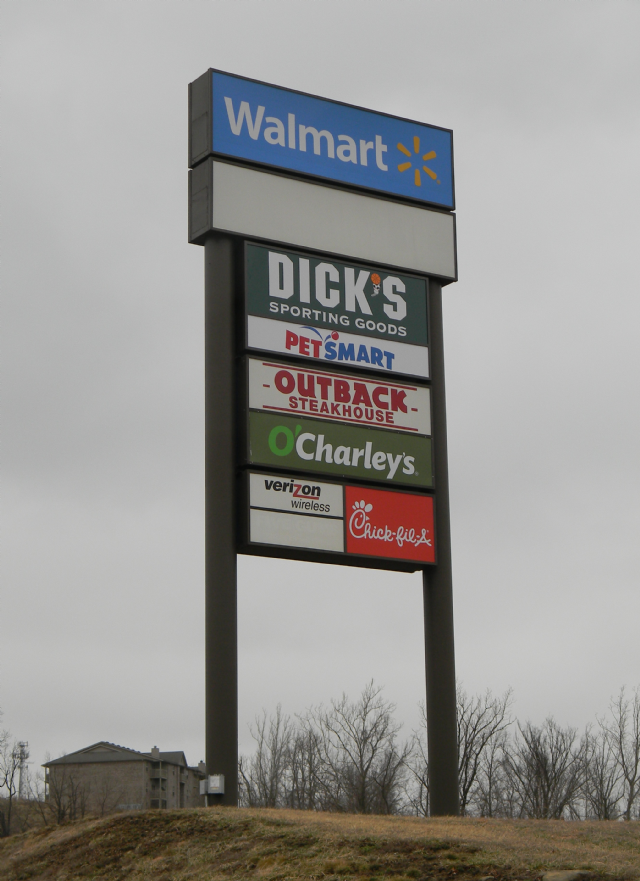 Walmart
DICK'S
SPORTING GOODS
PETSMART
OUTBACK
STEAKHOUSE
O'Charley's
verizon
wireless
Chick-fil-A